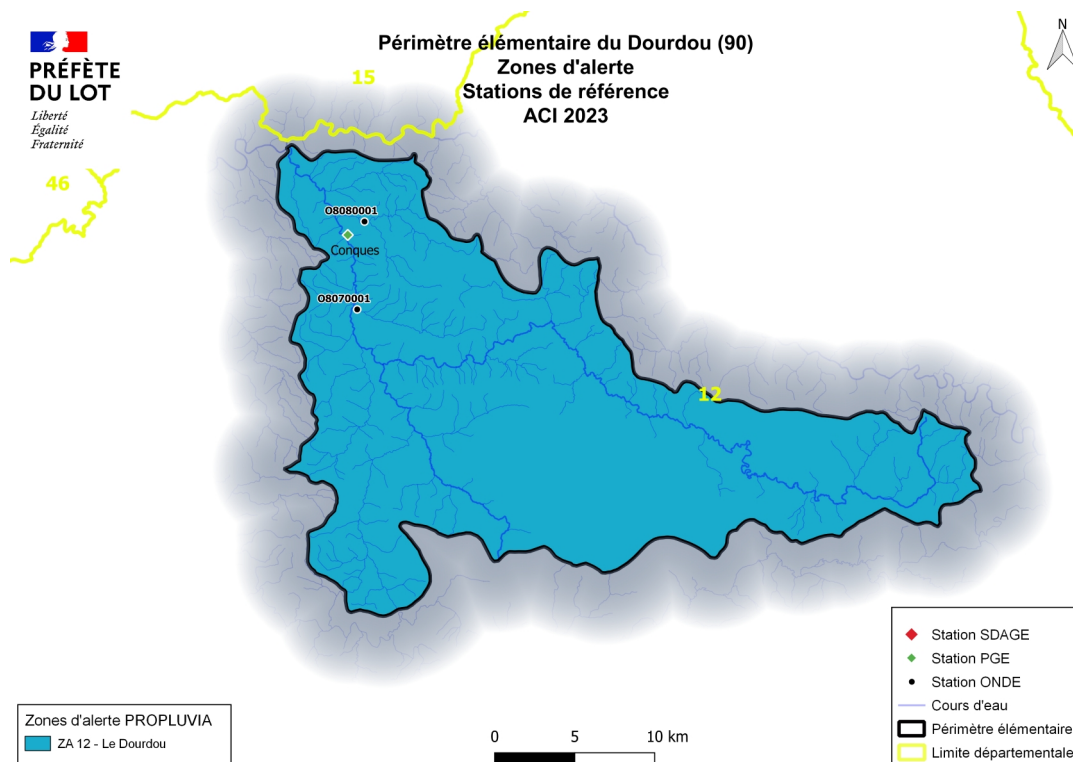 Périmètre élémentaire du Dourdou (90)
Zones d'alerte
Stations de référence
ACI 2023
N
PRÉFÈTE
DU LOT
Liberté
Égalité
Fraternité
15
46
O8080001
Conques
O8070001
12
Station SDAGE
Station PGE
Station ONDE
Cours d'eau
Périmètre élémentaire
Limite départementale
Zones d'alerte PROPLUVIA
ZA 12 - Le Dourdou
0 5 10 km